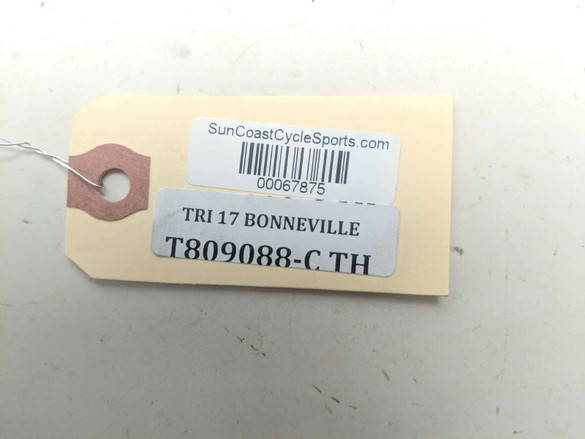 SunCoastCycleSports.com
00067875
TRI 17 BONNEVILLE
T809088-C TH